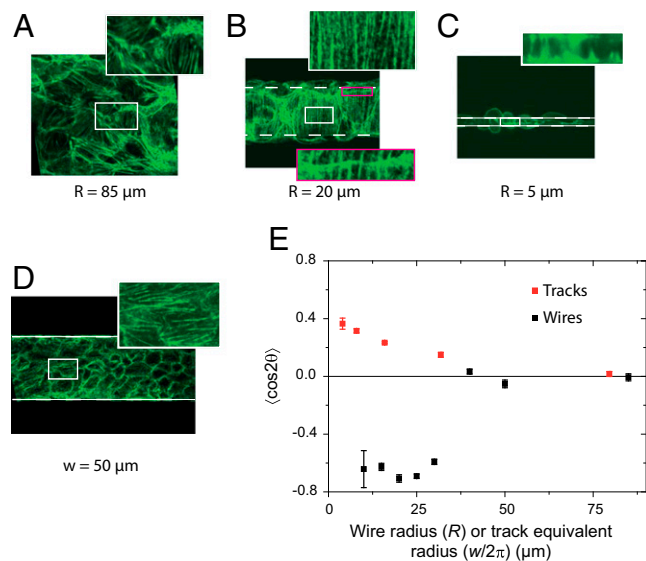 A
B
C
R = 85 µm
R = 20 µm
R = 5 µm
D
w = 50 µm
E
0.8
0.4
0.0
-0.4
-0.8
⟨cos2θ⟩
Tracks
Wires
0
25
50
75
Wire radius (R) or track equivalent
radius (w/2π) (µm)